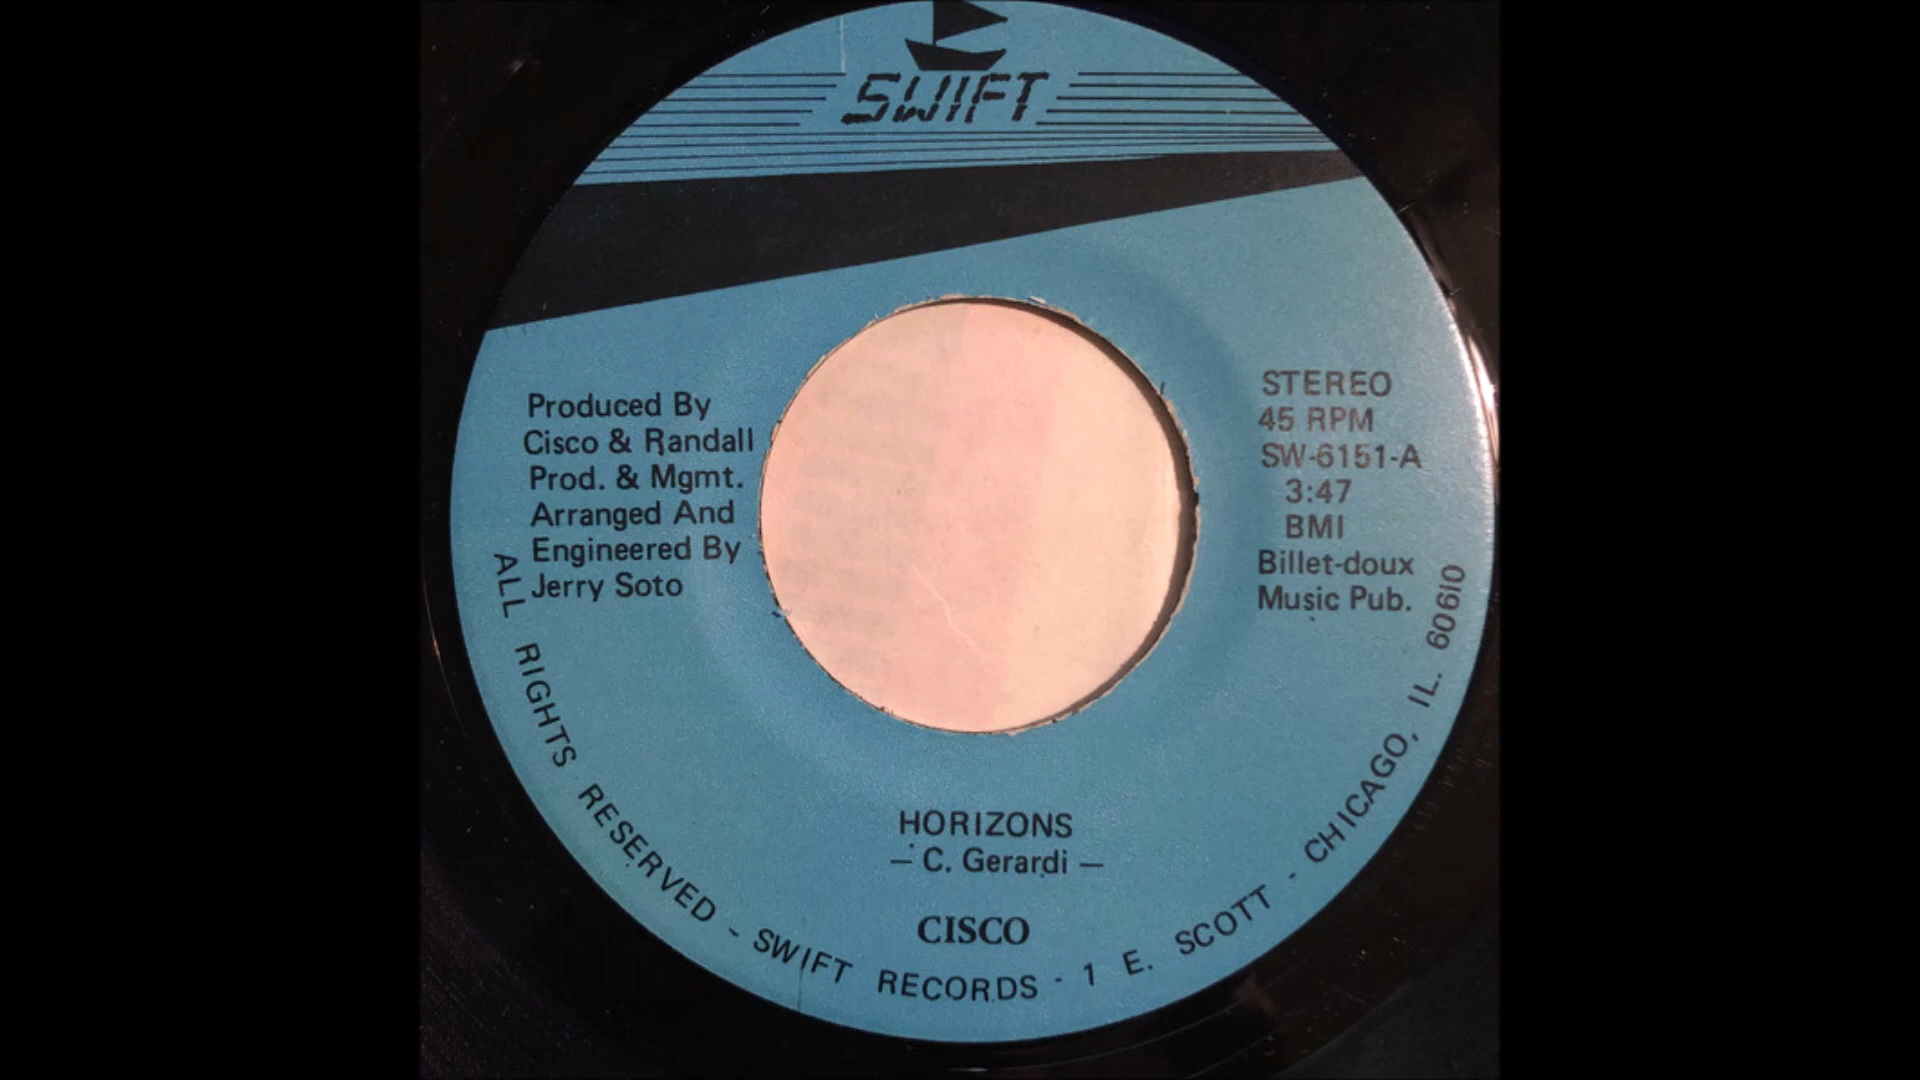 SWIFT
Produced By
Cisco & Randall
Prod. & Mgmt.
Arranged And
Engineered By
Jerry Soto
STEREO
45 RPM
SW-6151-A
3:47
BMI
Billet-doux
Music Pub.
HORIZONS
— C. Gerardi —
CISCO
ALL RIGHTS RESERVED - SWIFT RECORDS - 1 E. SCOTT - CHICAGO, IL. 60610